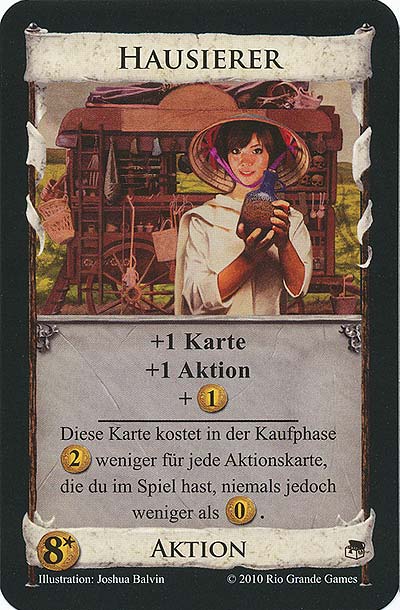 HAUSIERER
+1 Karte
+1 Aktion
+ 1
Diese Karte kostet in der Kaufphase
2 weniger für jede Aktionskarte,
die du im Spiel hast, niemals jedoch
weniger als 0 .
8* AKTION
Illustration: Joshua Balvin © 2010 Rio Grande Games